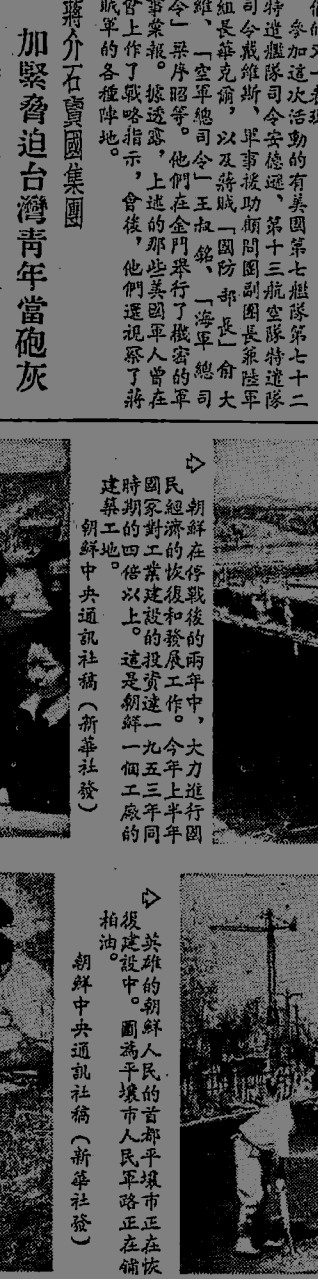 參加這次活動的有美國第七艦隊第七十二
特遣艦隊司令安德遜、第十三航空隊特遣隊
司令戴維斯、軍事援助顧問團副團長兼陸軍
組長華克爾，以及蔣賊「國防部長」俞大
維、「空軍總司令」王叔銘、「海軍總司
令」梁序昭等。他們在金門舉行了機密的軍
事彙報。據透露，上述的那些美國軍人曾在
會上作了戰略指示，會後，他們還視察了蔣
賊軍的各種陣地。
蔣介石賣國集團
加緊脅迫台灣青年當砲灰
⇨ 朝鮮在停戰後的兩年中，大力進行國
民經濟的恢復和發展工作。今年上半年
國家對工業建設的投資達一九五三年同
時期的四倍以上。這是朝鮮一個工廠的
建築工地。
朝鮮中央通訊社稿（新華社發）
⇨ 英雄的朝鮮人民的首都平壤市正在恢
復建設中。圖為平壤市人民軍路正在舖
柏油。
朝鮮中央通訊社稿（新華社發）